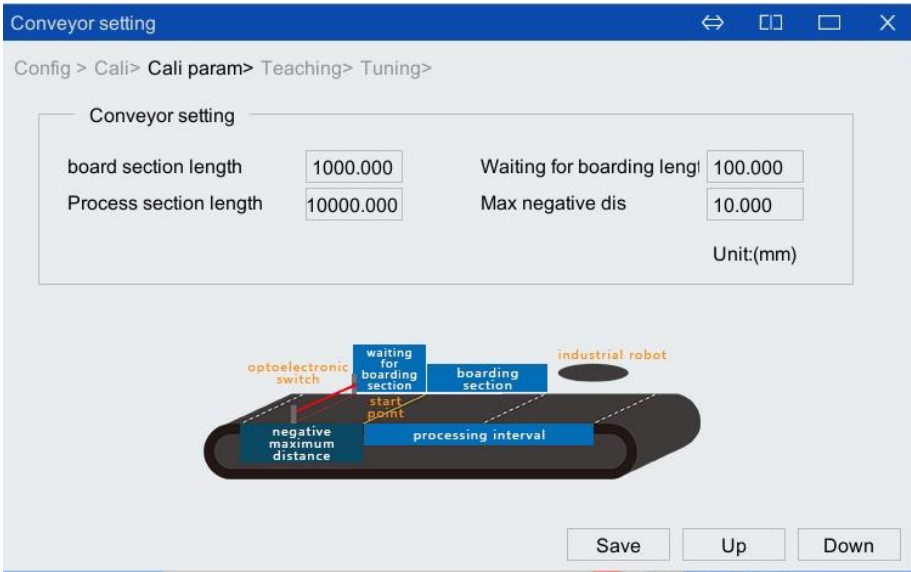 Conveyor setting
Config > Cali> Cali param> Teaching> Tuning>
Conveyor setting
board section length 1000.000 Waiting for boarding lengt 100.000
Process section length 10000.000 Max negative dis 10.000
Unit:(mm)
optoelectronic
switch
waiting
for
boarding
section
boarding
section
industrial robot
start
point
negative
maximum
distance
processing interval
Save Up Down